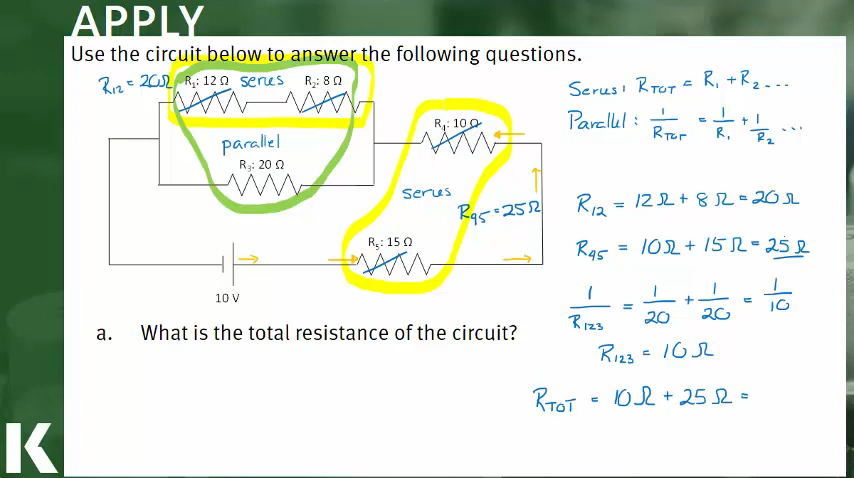 APPLY
Use the circuit below to answer the following questions.
R₁₂ = 20Ω
R₁: 12 Ω
series
R₂: 8 Ω
parallel
R₃: 20 Ω
R₄: 10 Ω
series
R₄₅ = 25Ω
R₅: 15 Ω
10 V
a. What is the total resistance of the circuit?
Series: R_TOT = R₁ + R₂ ...
Parallel: 1/R_TOT = 1/R₁ + 1/R₂ ...
R₁₂ = 12Ω + 8Ω = 20Ω
R₄₅ = 10Ω + 15Ω = 25Ω
1/R₁₂₃ = 1/20 + 1/20 = 1/10
R₁₂₃ = 10Ω
R_TOT = 10Ω + 25Ω =
K